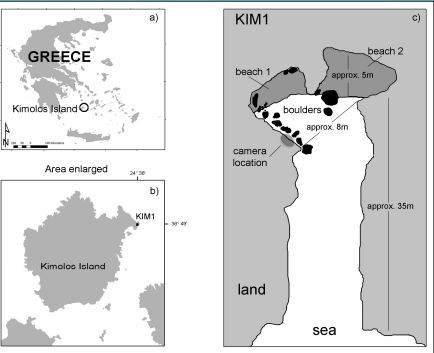 a)
GREECE
Kimolos Island
N
Area enlarged
24° 38'
b)
KIM1
36° 49'
Kimolos Island
KIM1
c)
beach 2
beach 1
approx. 5m
boulders
approx. 8m
camera
location
approx. 35m
land
sea